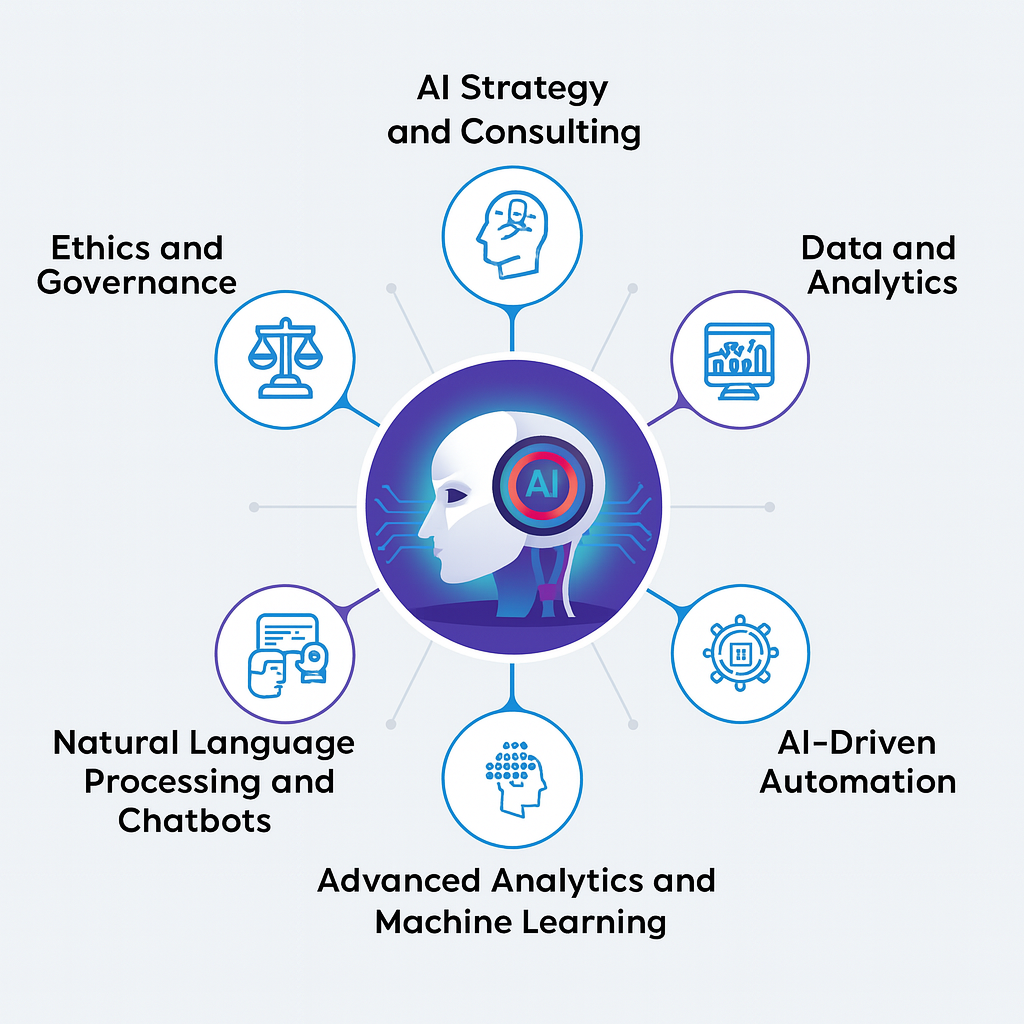 AI Strategy
and Consulting
Ethics and
Governance
Data and
Analytics
AI
Natural Language
Processing and
Chatbots
AI-Driven
Automation
Advanced Analytics and
Machine Learning